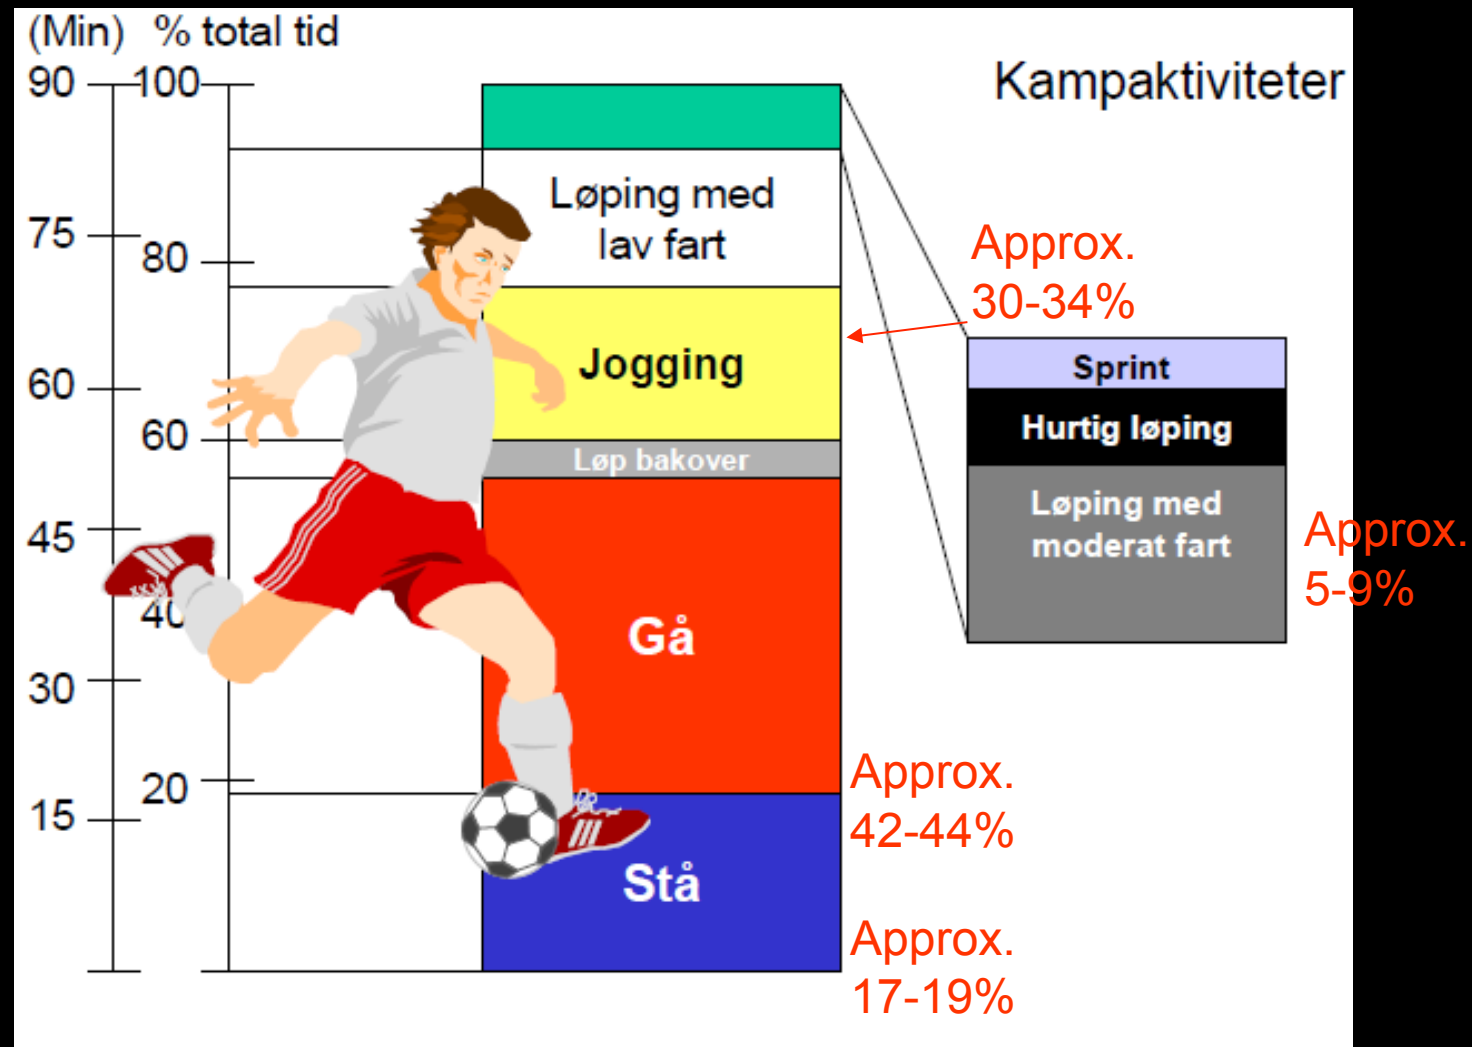 (Min) % total tid
Kampaktiviteter
90
100
75
80
60
60
45
40
30
20
15
Løping med
lav fart
Jogging
Løp bakover
Gå
Stå
Approx.
30-34%
Sprint
Hurtig løping
Løping med
moderat fart
Approx.
5-9%
Approx.
42-44%
Approx.
17-19%